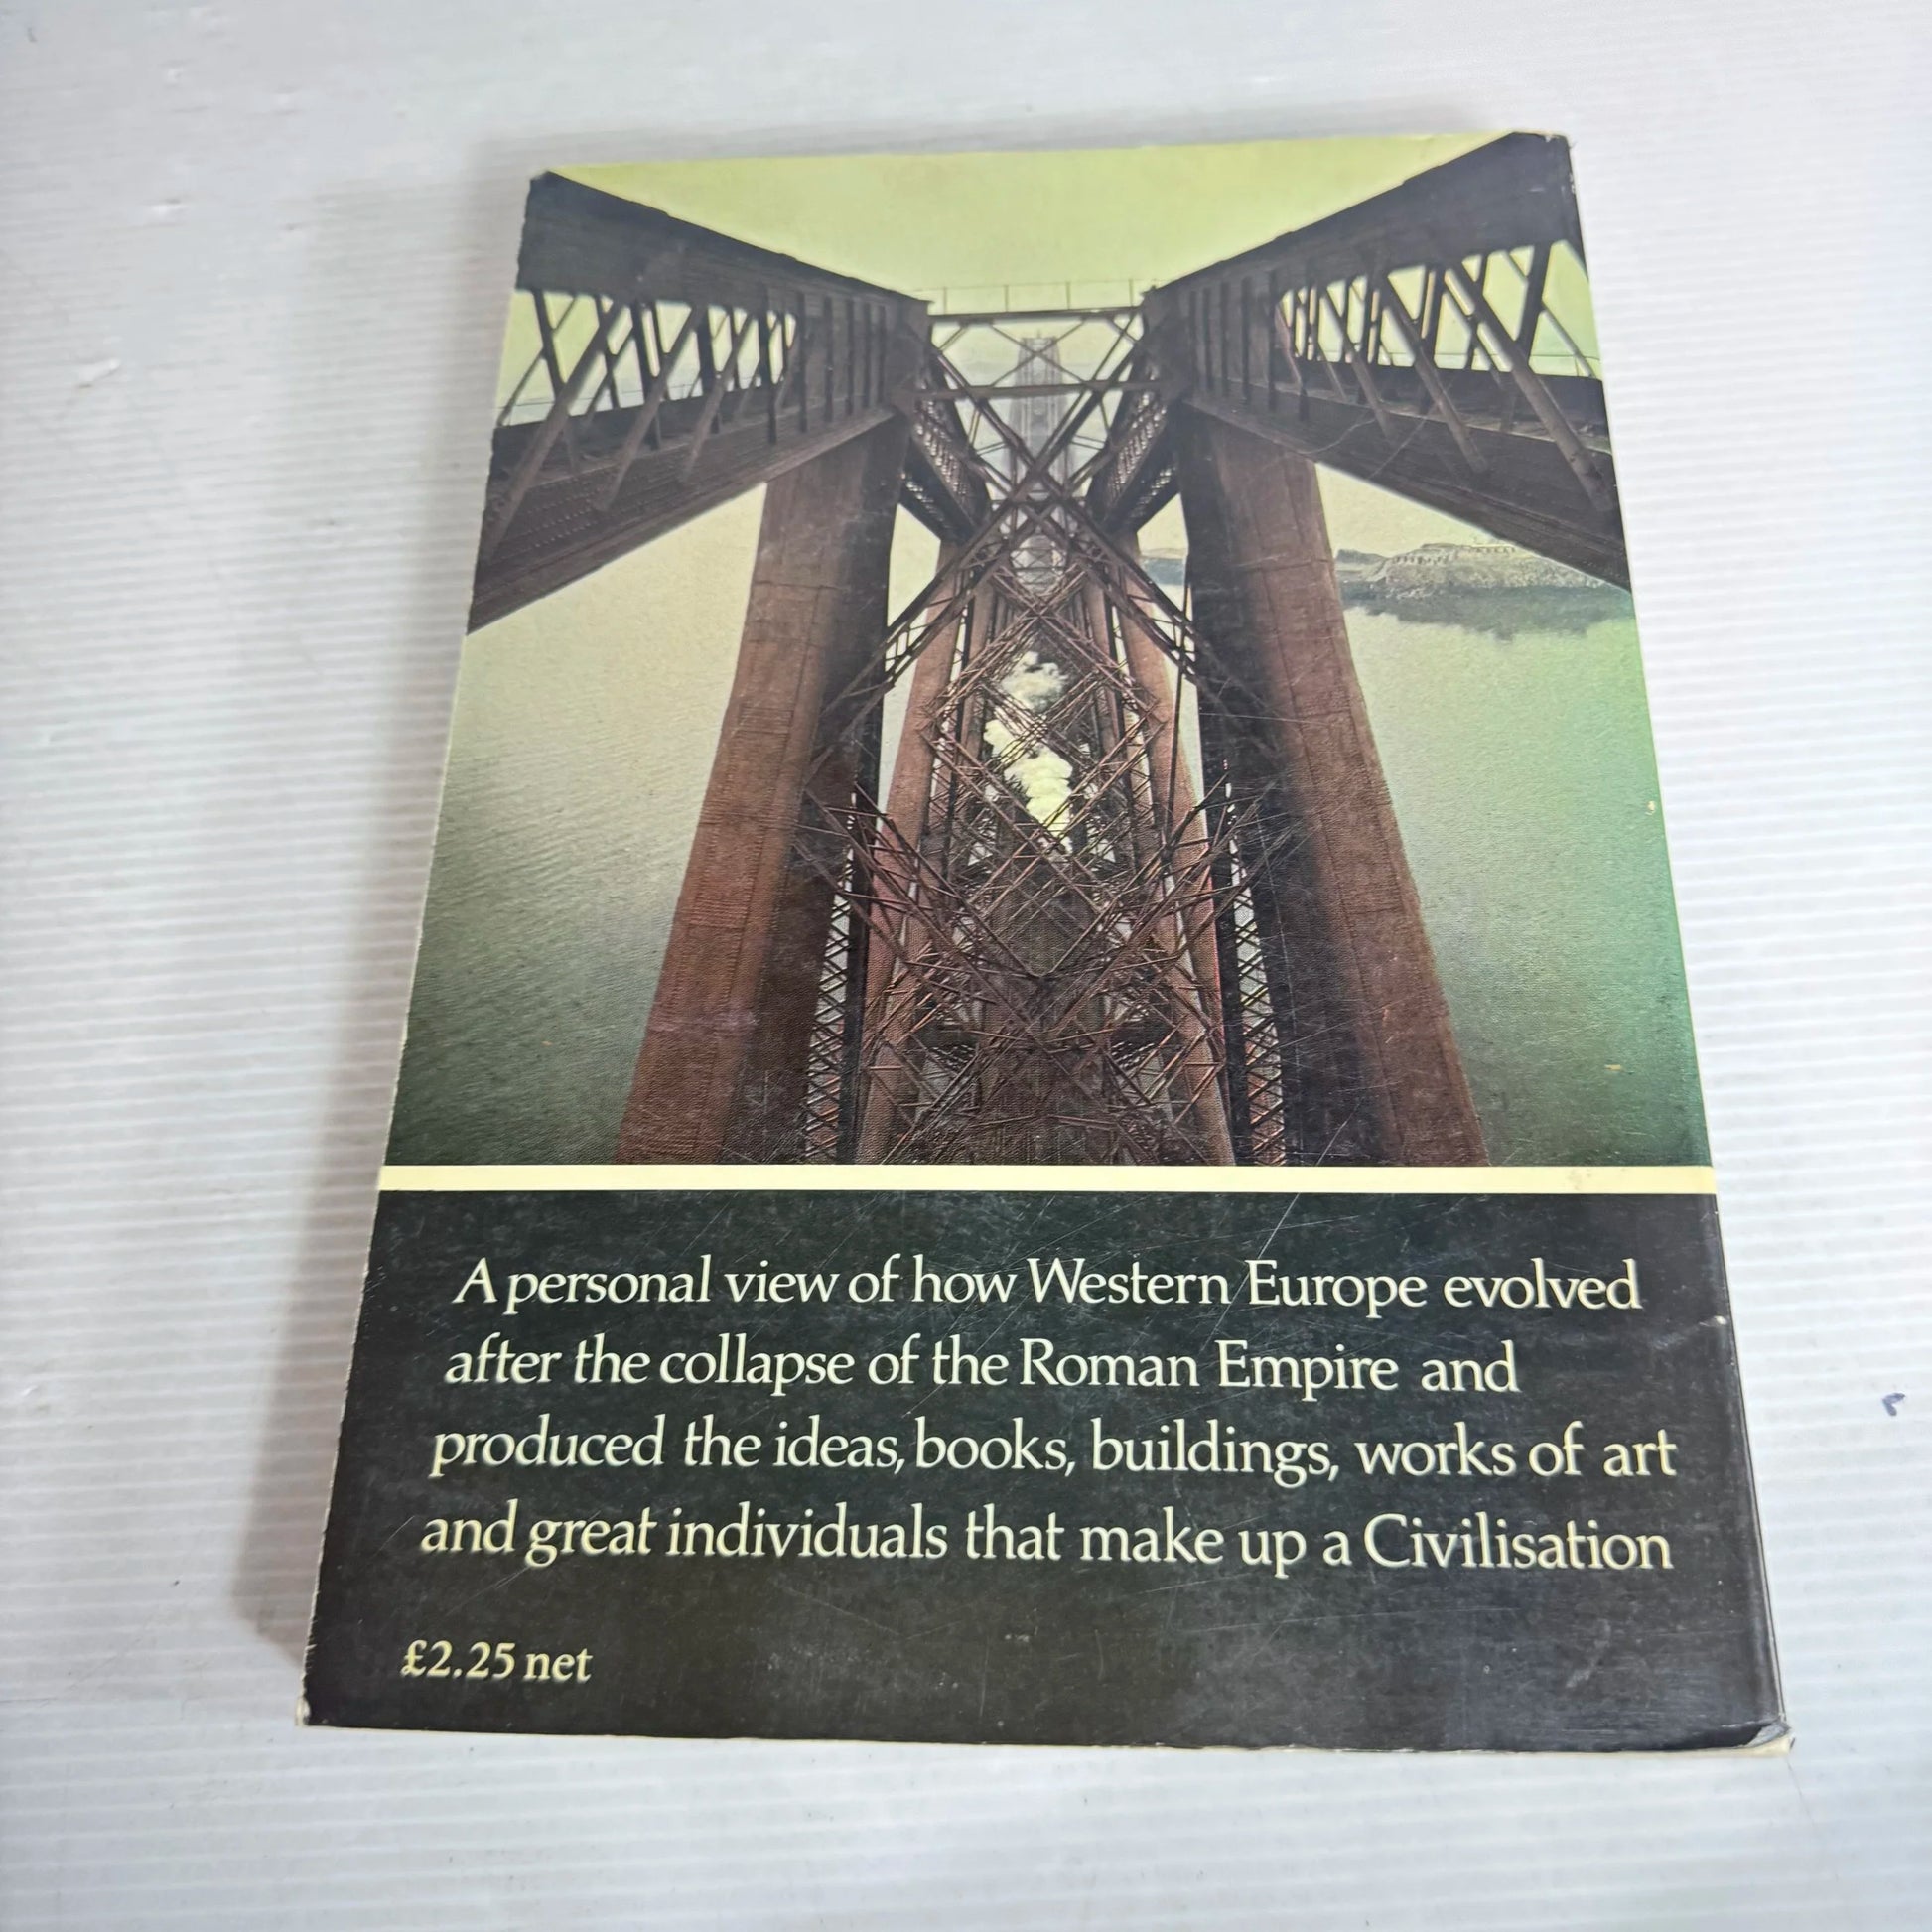 A personal view of how Western Europe evolved
after the collapse of the Roman Empire and
produced the ideas, books, buildings, works of art
and great individuals that make up a Civilisation
£2.25 net